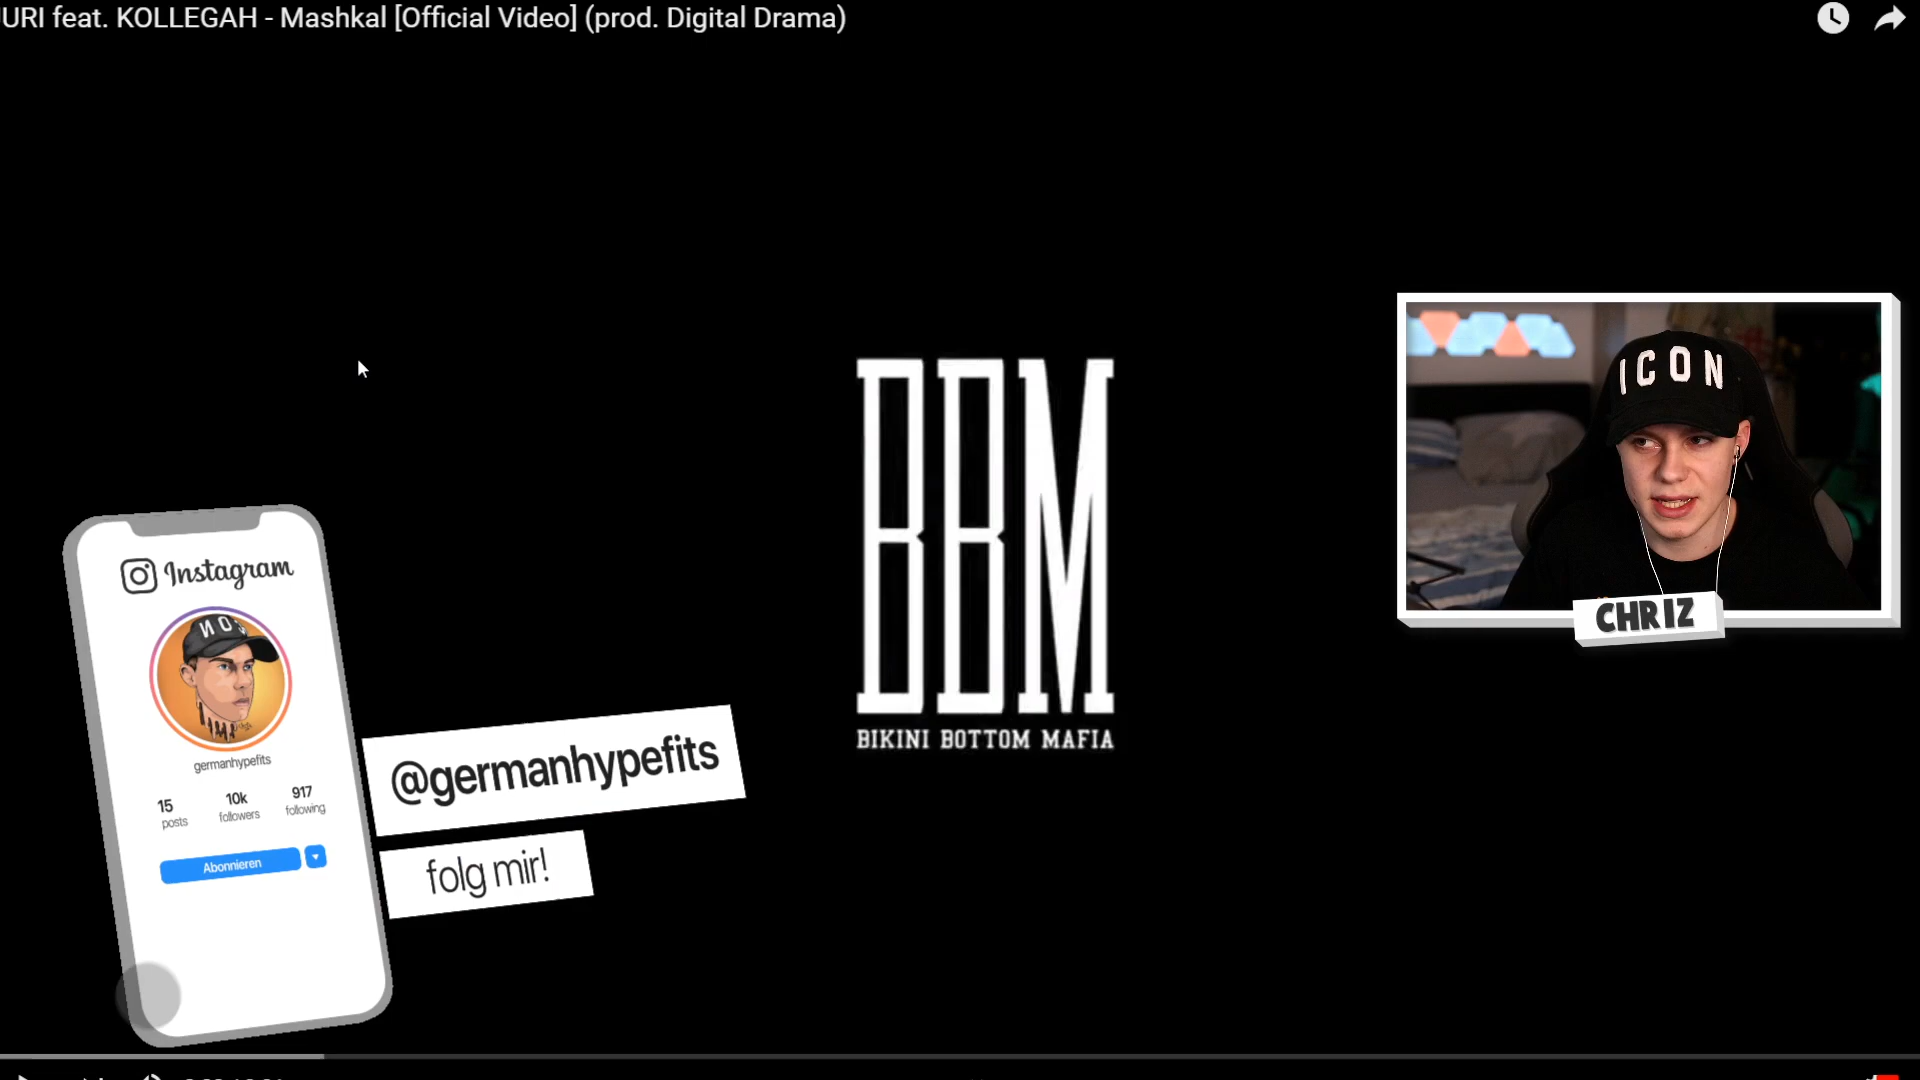 URI feat. KOLLEGAH - Mashkal [Official Video] (prod. Digital Drama)
ICON
CHRIZ
BBM
BIKINI BOTTOM MAFIA
Instagram
germanhypefits
15 10k 917
posts followers following
Abonnieren
@germanhypefits
folg mir!